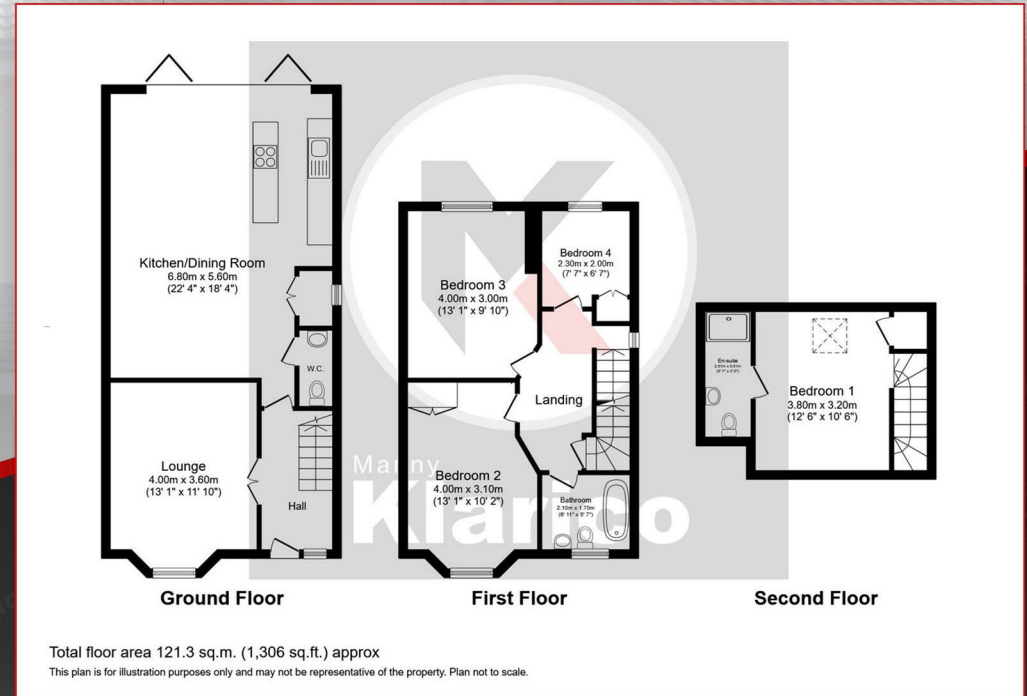 Kitchen/Dining Room
6.80m x 5.60m
(22' 4" x 18' 4")
W.C.
Lounge
4.00m x 3.60m
(13' 1" x 11' 10")
Hall
Ground Floor
Bedroom 3
4.00m x 3.00m
(13' 1" x 9' 10")
Bedroom 4
2.30m x 2.00m
(7' 7" x 6' 7")
Landing
Bedroom 2
4.00m x 3.10m
(13' 1" x 10' 2")
Bathroom
2.10m x 1.70m
(6' 11" x 5' 7")
Manny
Klarico
First Floor
En-suite
Bedroom 1
3.80m x 3.20m
(12' 6" x 10' 6")
Second Floor
Total floor area 121.3 sq.m. (1,306 sq.ft.) approx
This plan is for illustration purposes only and may not be representative of the property. Plan not to scale.